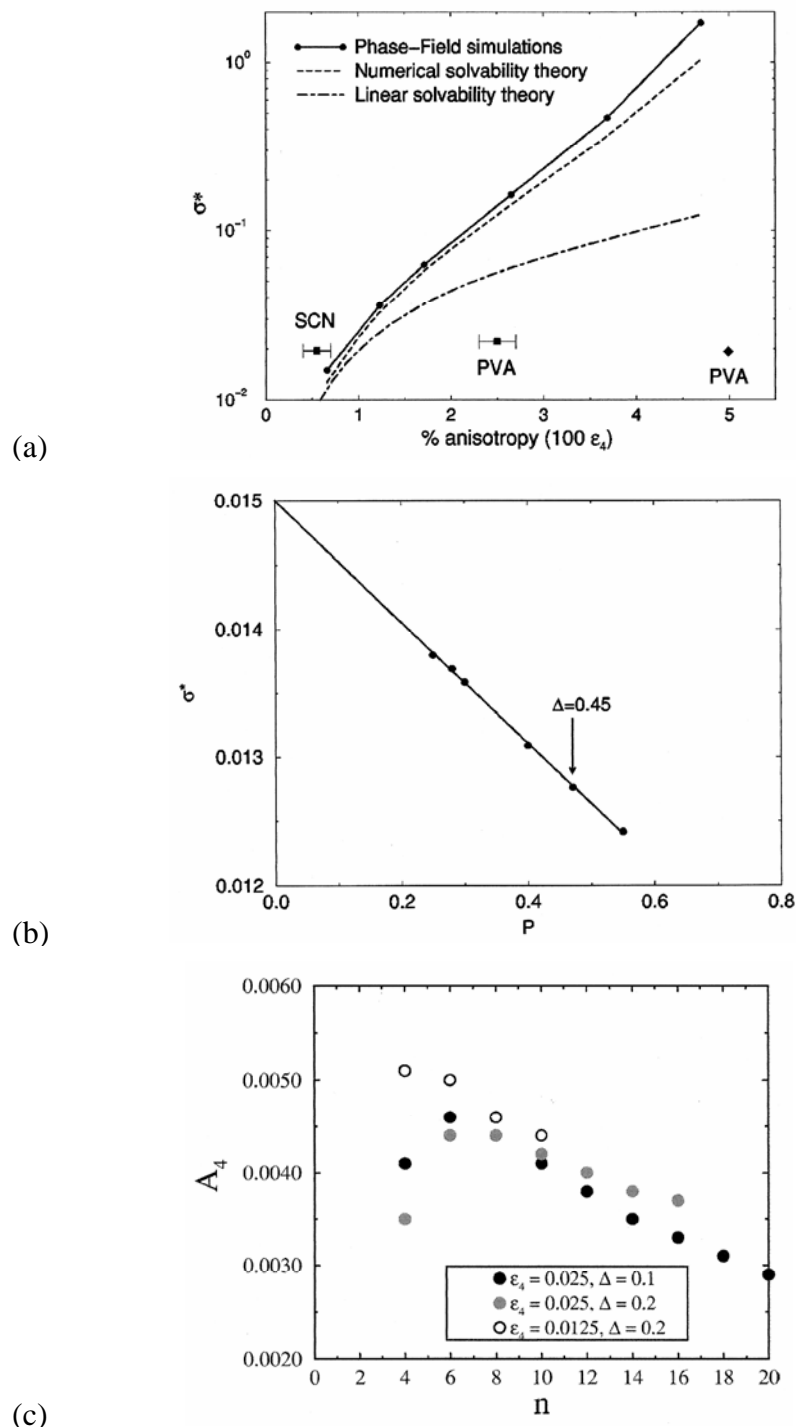 10⁰
Phase−Field simulations
Numerical solvability theory
Linear solvability theory
σ*
10⁻¹
SCN
PVA
PVA
10⁻²
0 1 2 3 4 5
% anisotropy (100 ε₄)
(a)
0.015
0.014
σ*
Δ=0.45
0.013
0.012
0.0 0.2 0.4 0.6 0.8
P
(b)
0.0060
0.0050
A₄
0.0040
0.0030
ε₄ = 0.025, Δ = 0.1
ε₄ = 0.025, Δ = 0.2
ε₄ = 0.0125, Δ = 0.2
0.0020
0 2 4 6 8 10 12 14 16 18 20
n
(c)